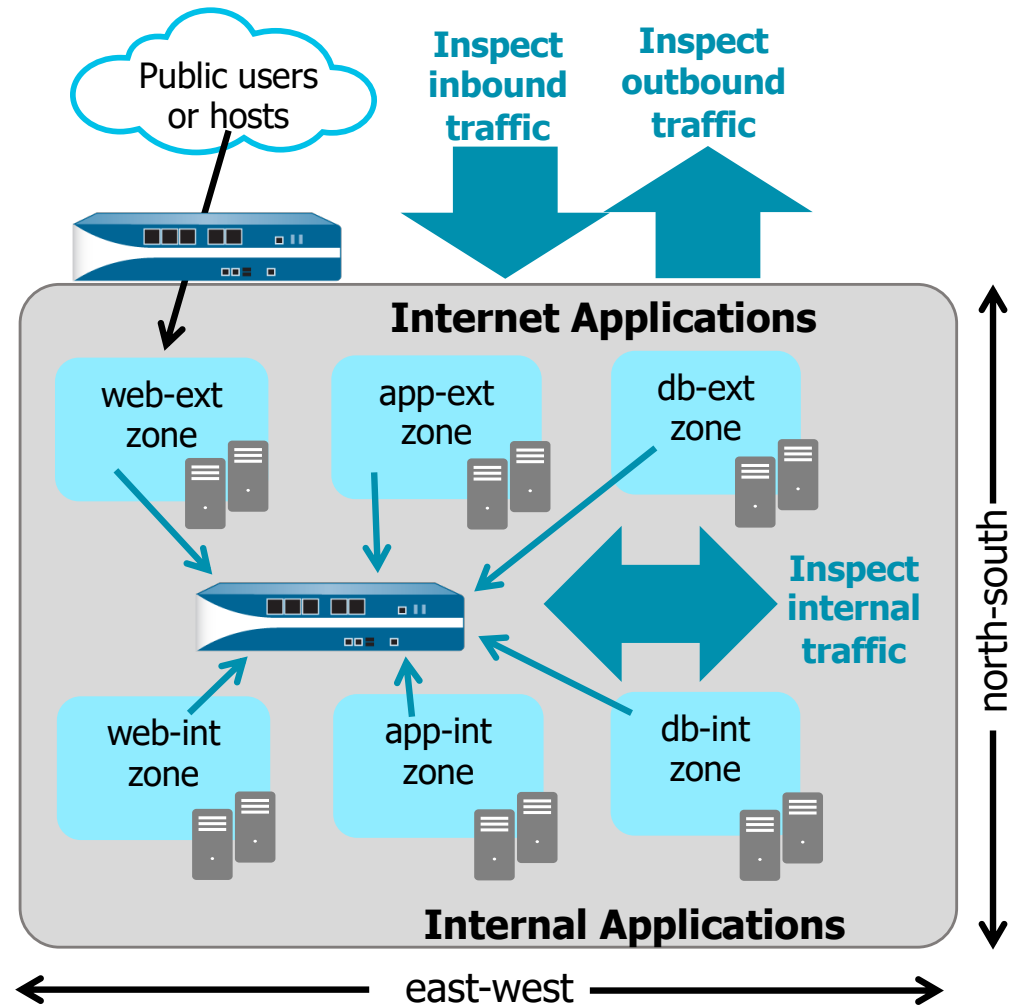 Public users
or hosts
Inspect
inbound
traffic
Inspect
outbound
traffic
Internet Applications
web-ext
zone
app-ext
zone
db-ext
zone
Inspect
internal
traffic
north-south
web-int
zone
app-int
zone
db-int
zone
Internal Applications
east-west